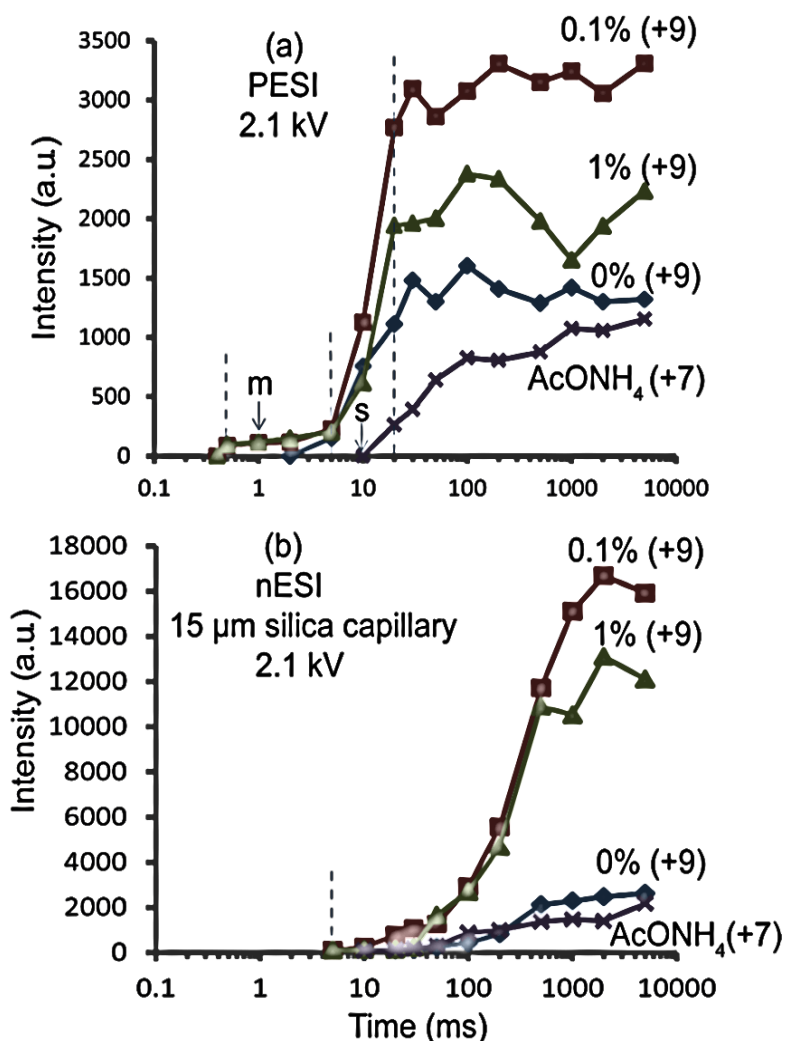 (a)
PESI
2.1 kV
0.1% (+9)
1% (+9)
0% (+9)
AcONH₄ (+7)
m
s
Intensity (a.u.)
3500
3000
2500
2000
1500
1000
500
0
0.1 1 10 100 1000 10000
(b)
nESI
15 µm silica capillary
2.1 kV
0.1% (+9)
1% (+9)
0% (+9)
AcONH₄(+7)
Intensity (a.u.)
18000
16000
14000
12000
10000
8000
6000
4000
2000
0
0.1 1 10 100 1000 10000
Time (ms)